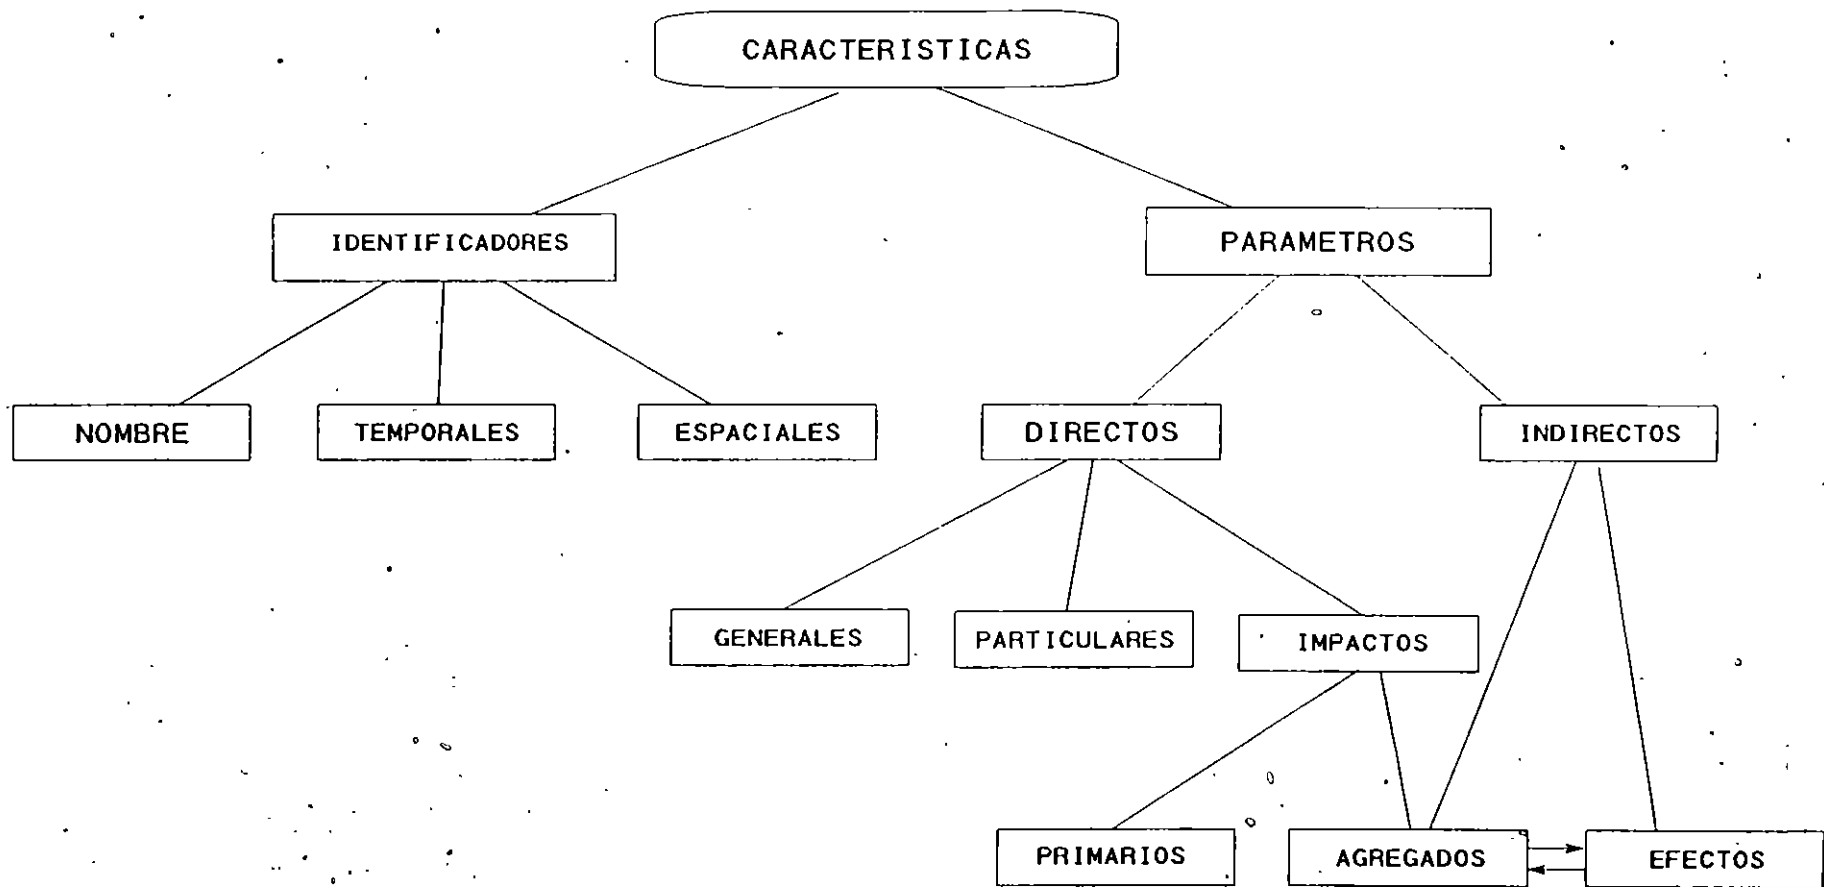 CARACTERISTICAS
IDENTIFICADORES
PARAMETROS
NOMBRE
TEMPORALES
ESPACIALES
DIRECTOS
INDIRECTOS
GENERALES
PARTICULARES
IMPACTOS
PRIMARIOS
AGREGADOS
EFECTOS